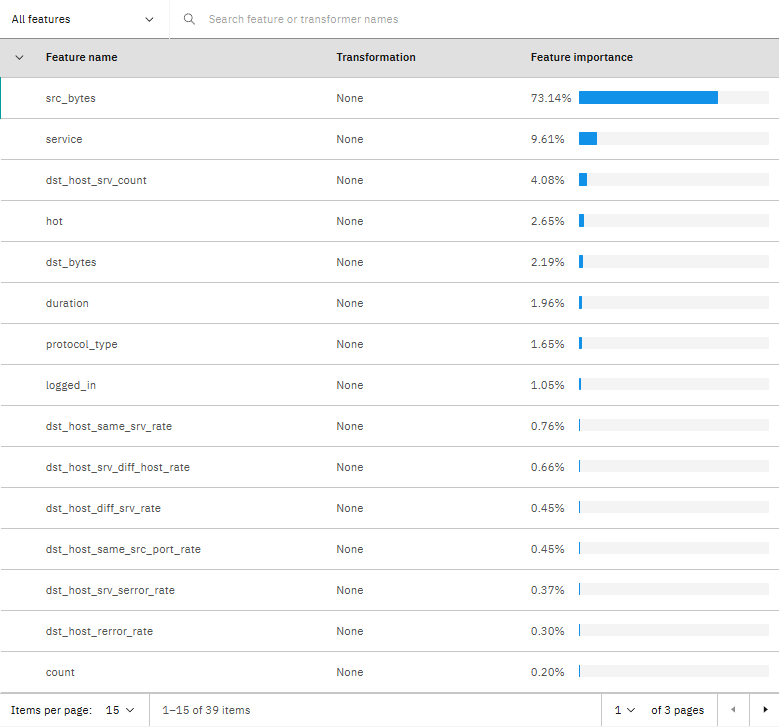 All features Search feature or transformer names
Feature name Transformation Feature importance
src_bytes None 73.14%
service None 9.61%
dst_host_srv_count None 4.08%
hot None 2.65%
dst_bytes None 2.19%
duration None 1.96%
protocol_type None 1.65%
logged_in None 1.05%
dst_host_same_srv_rate None 0.76%
dst_host_srv_diff_host_rate None 0.66%
dst_host_diff_srv_rate None 0.45%
dst_host_same_src_port_rate None 0.45%
dst_host_srv_serror_rate None 0.37%
dst_host_rerror_rate None 0.30%
count None 0.20%
Items per page: 15 1–15 of 39 items 1 of 3 pages